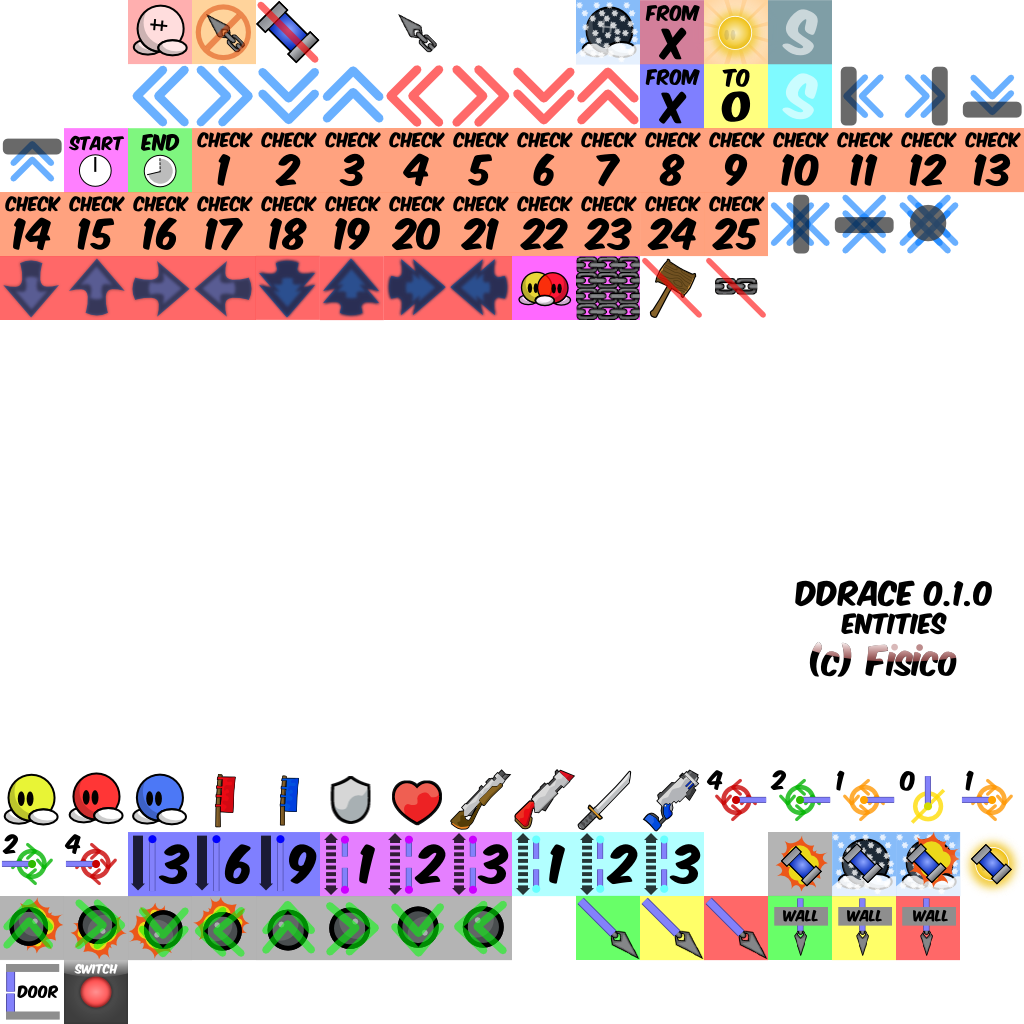 FROM
X
S
FROM
X
TO
O
S
START
END
CHECK 1
CHECK 2
CHECK 3
CHECK 4
CHECK 5
CHECK 6
CHECK 7
CHECK 8
CHECK 9
CHECK 10
CHECK 11
CHECK 12
CHECK 13
CHECK 14
CHECK 15
CHECK 16
CHECK 17
CHECK 18
CHECK 19
CHECK 20
CHECK 21
CHECK 22
CHECK 23
CHECK 24
CHECK 25
DDRACE 0.1.0
ENTITIES
(c) Fisico
4 2 1 0 1
2 4 3 6 9 1 2 3 1 2 3
WALL WALL WALL
DOOR
SWITCH